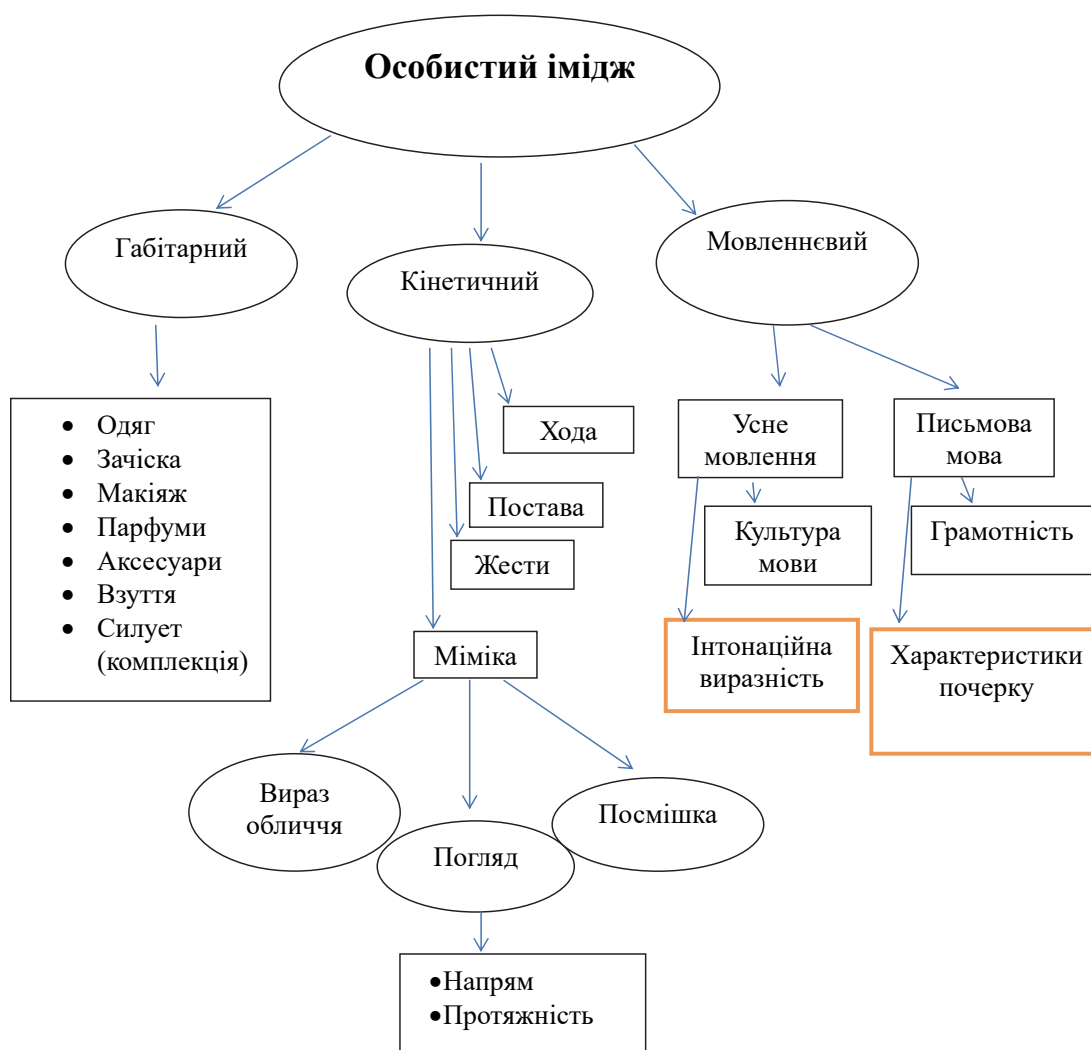 Особистий імідж
Габітарний
Кінетичний
Мовленнєвий
• Одяг
• Зачіска
• Макіяж
• Парфуми
• Аксесуари
• Взуття
• Силует
(комплекція)
Хода
Постава
Жести
Міміка
Усне
мовлення
Письмова
мова
Культура
мови
Грамотність
Інтонаційна
виразність
Характеристики
почерку
Вираз
обличчя
Погляд
Посмішка
•Напрям
•Протяжність